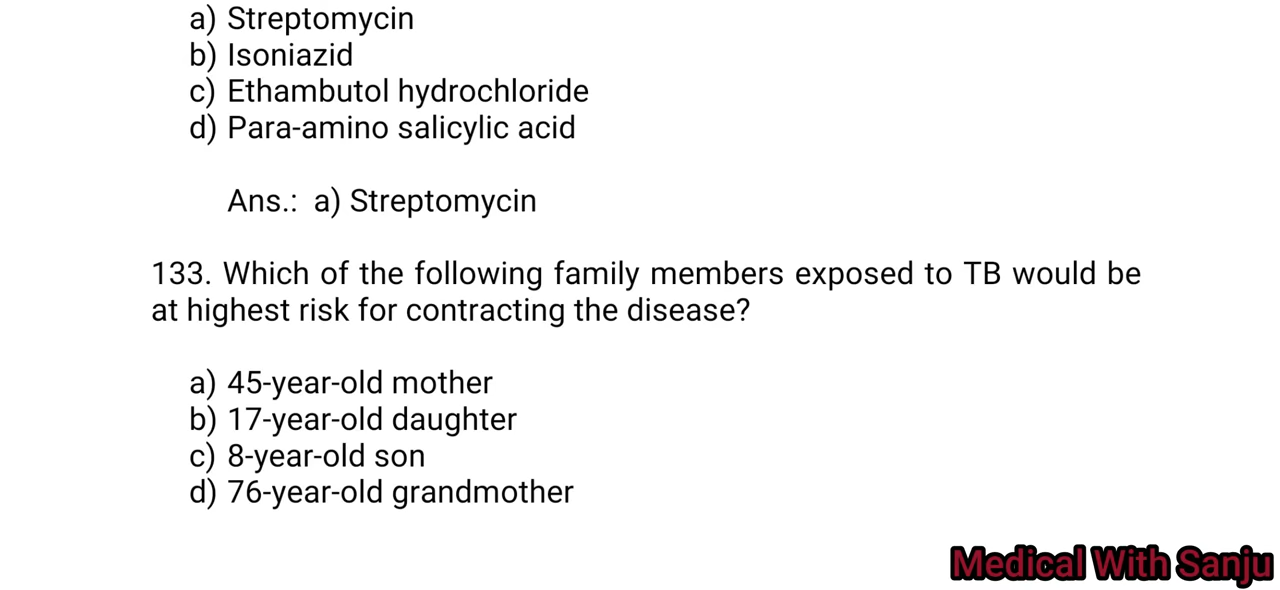 a) Streptomycin
b) Isoniazid
c) Ethambutol hydrochloride
d) Para-amino salicylic acid
Ans.: a) Streptomycin
133. Which of the following family members exposed to TB would be
at highest risk for contracting the disease?
a) 45-year-old mother
b) 17-year-old daughter
c) 8-year-old son
d) 76-year-old grandmother
Medical With Sanju